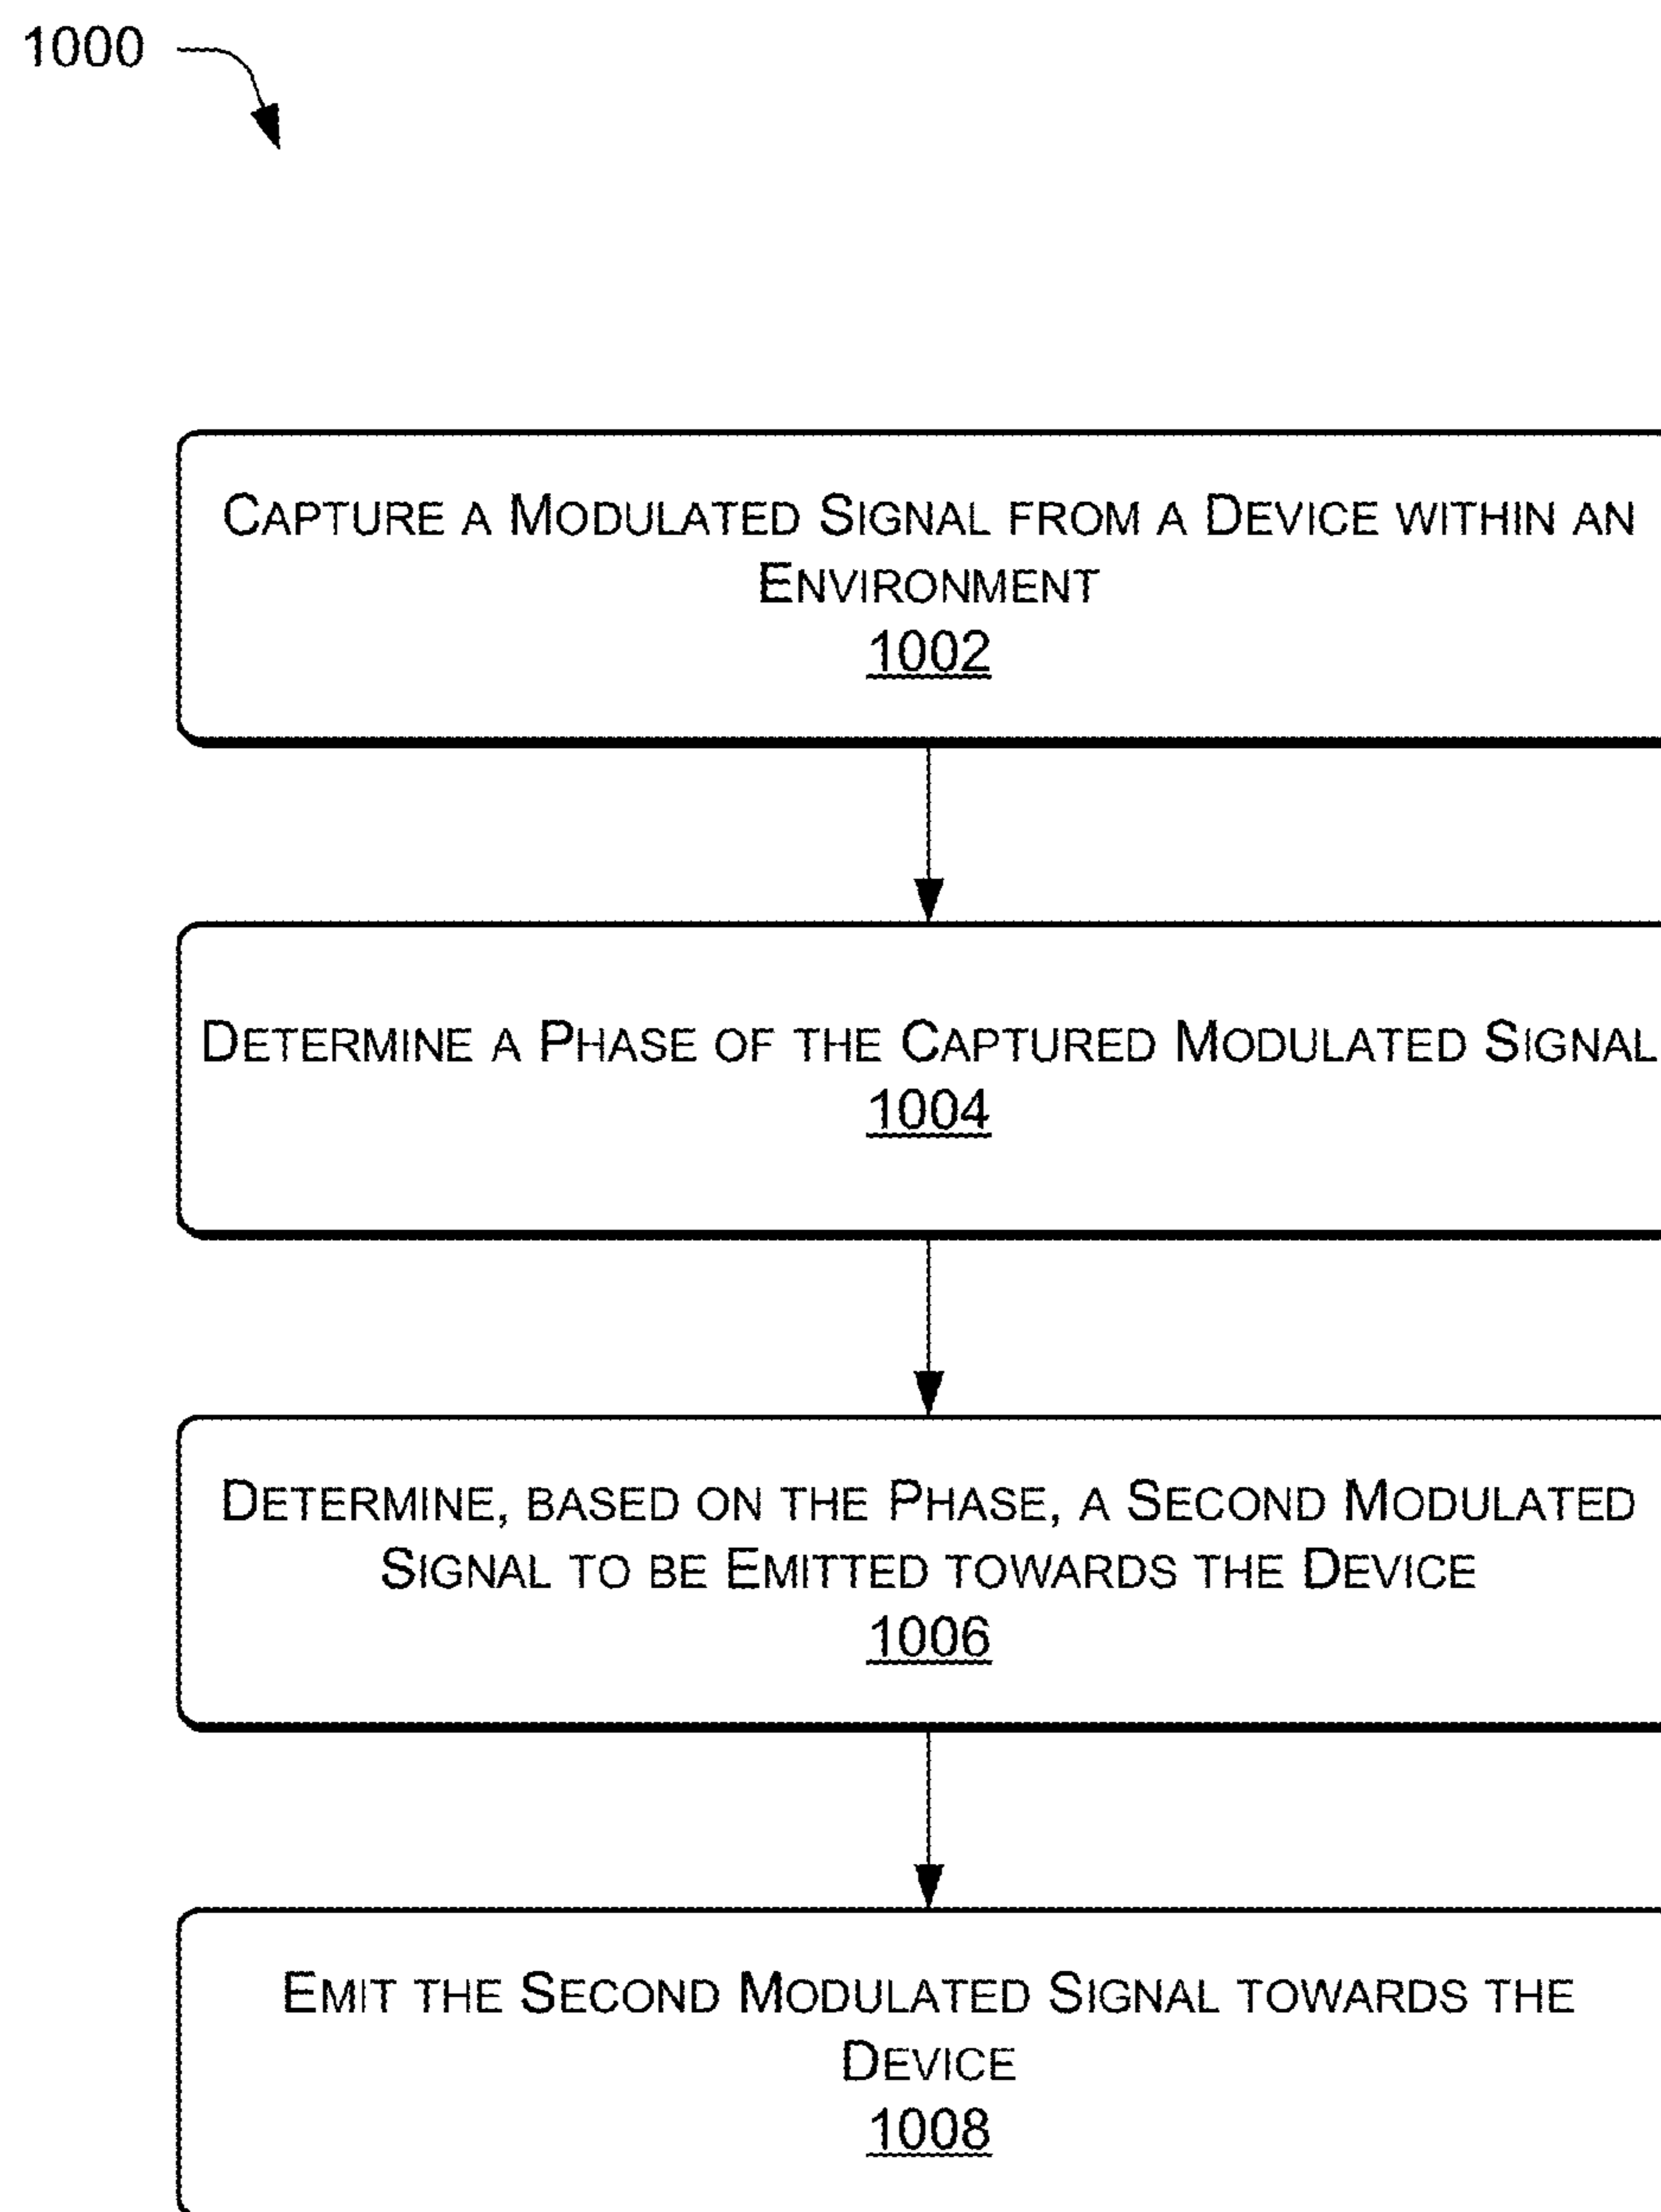 1000
Capture a Modulated Signal from a Device within an
Environment
1002
Determine a Phase of the Captured Modulated Signal
1004
Determine, based on the Phase, a Second Modulated
Signal to be Emitted towards the Device
1006
Emit the Second Modulated Signal towards the
Device
1008